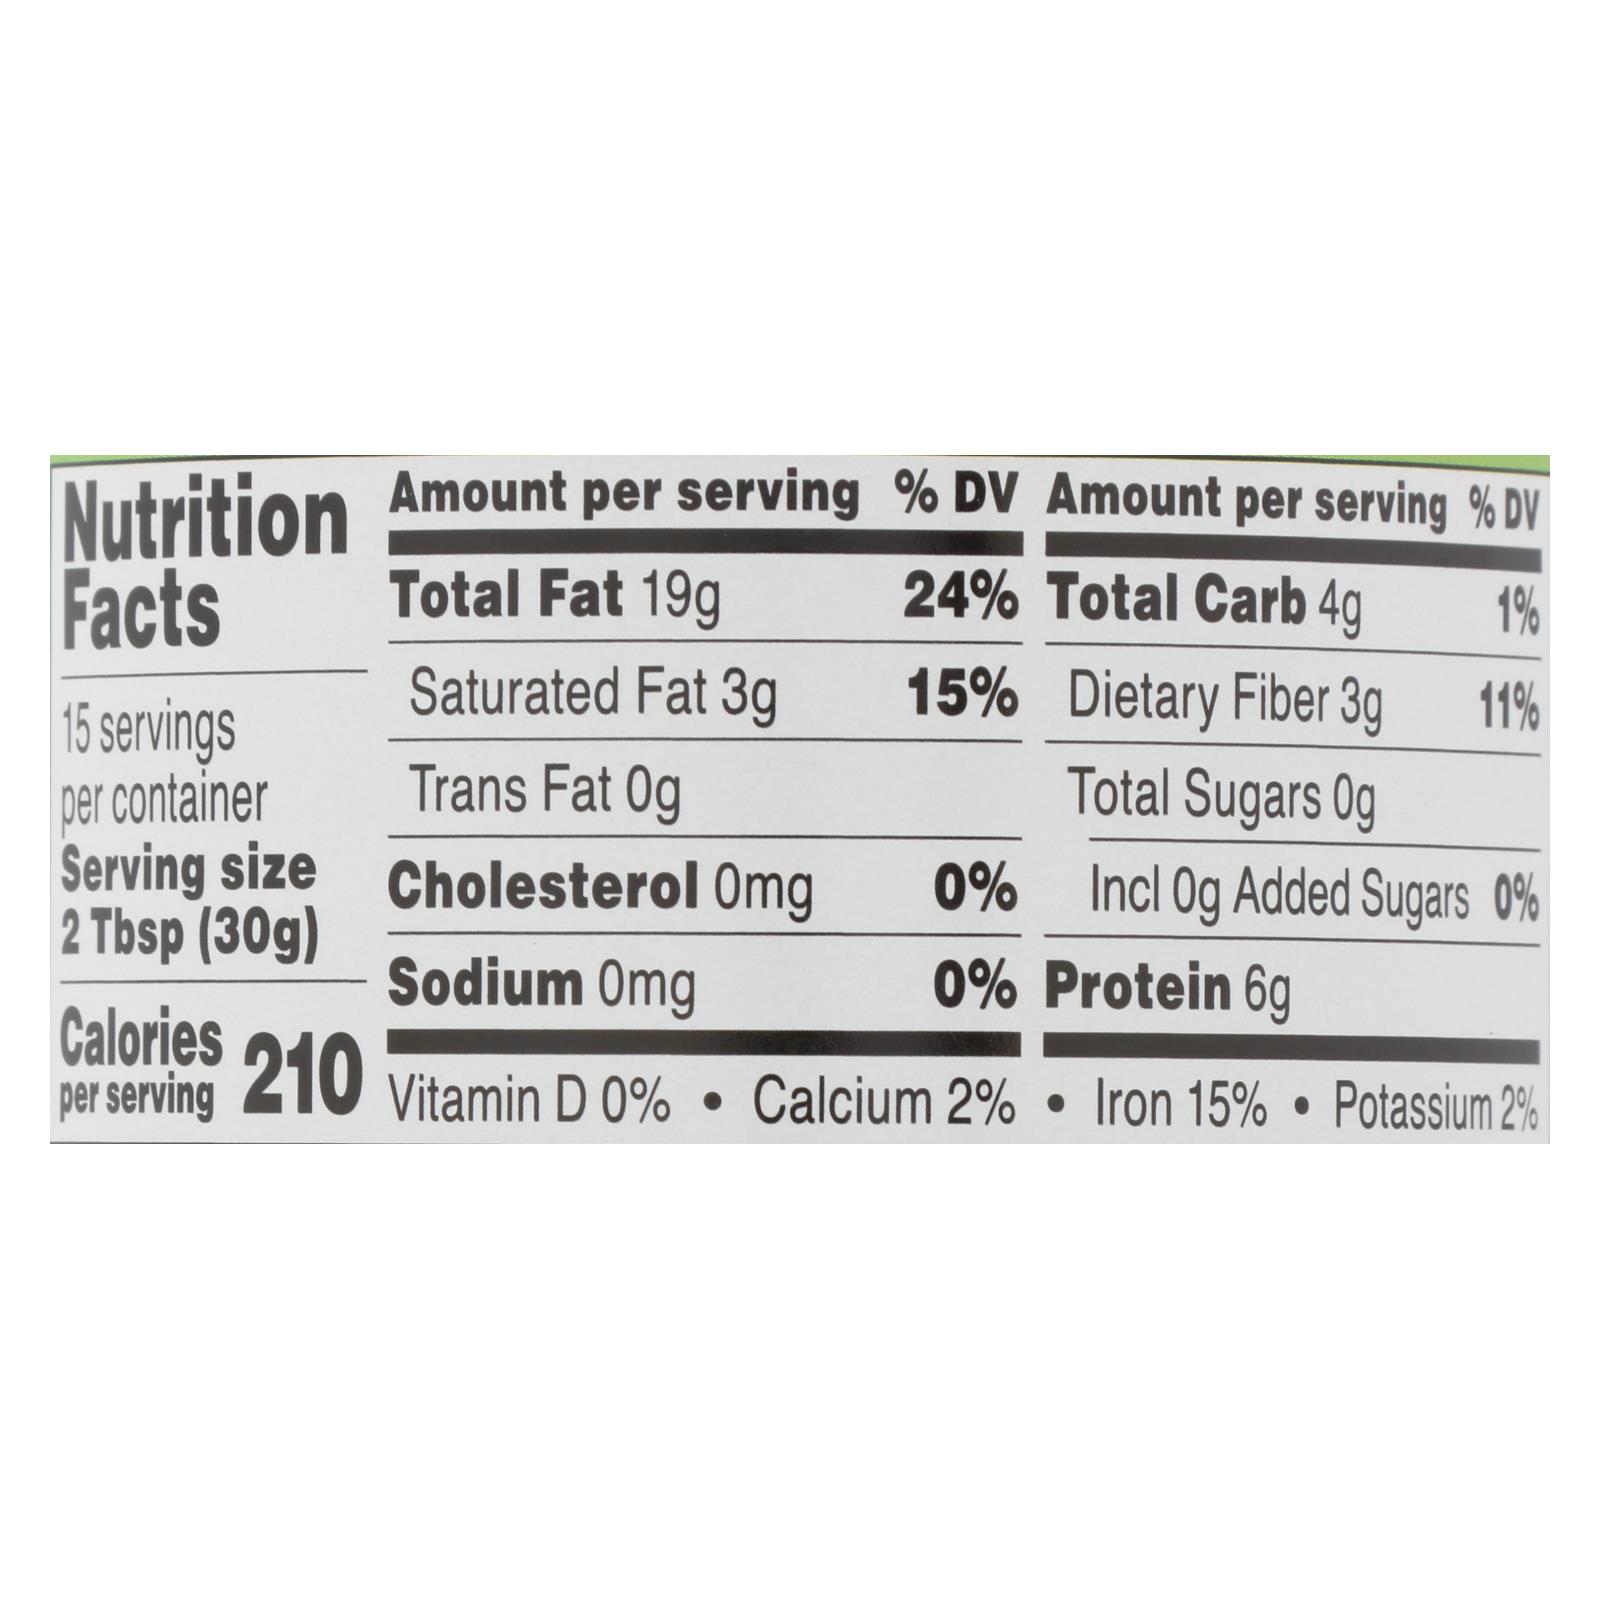 Nutrition
Facts
15 servings
per container
Serving size
2 Tbsp (30g)
Calories
per serving 210
Amount per serving % DV
Total Fat 19g 24%
Saturated Fat 3g 15%
Trans Fat 0g
Cholesterol 0mg 0%
Sodium 0mg 0%
Amount per serving % DV
Total Carb 4g 1%
Dietary Fiber 3g 11%
Total Sugars 0g
Incl 0g Added Sugars 0%
Protein 6g
Vitamin D 0% • Calcium 2% • Iron 15% • Potassium 2%